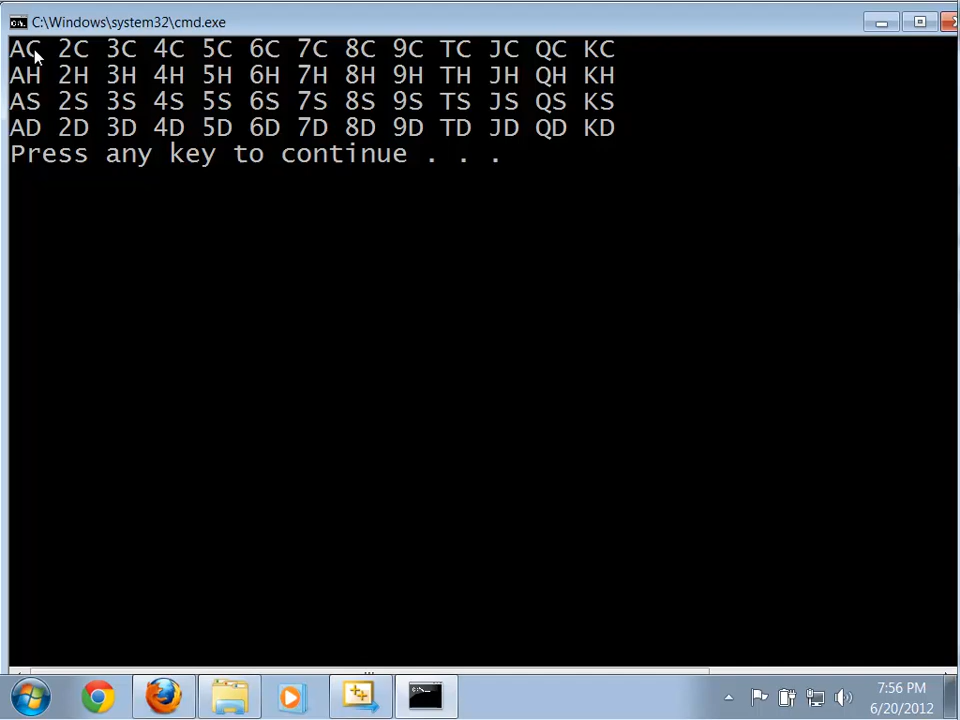 C:\Windows\system32\cmd.exe
AC 2C 3C 4C 5C 6C 7C 8C 9C TC JC QC KC
AH 2H 3H 4H 5H 6H 7H 8H 9H TH JH QH KH
AS 2S 3S 4S 5S 6S 7S 8S 9S TS JS QS KS
AD 2D 3D 4D 5D 6D 7D 8D 9D TD JD QD KD
Press any key to continue . . .
7:56 PM
6/20/2012